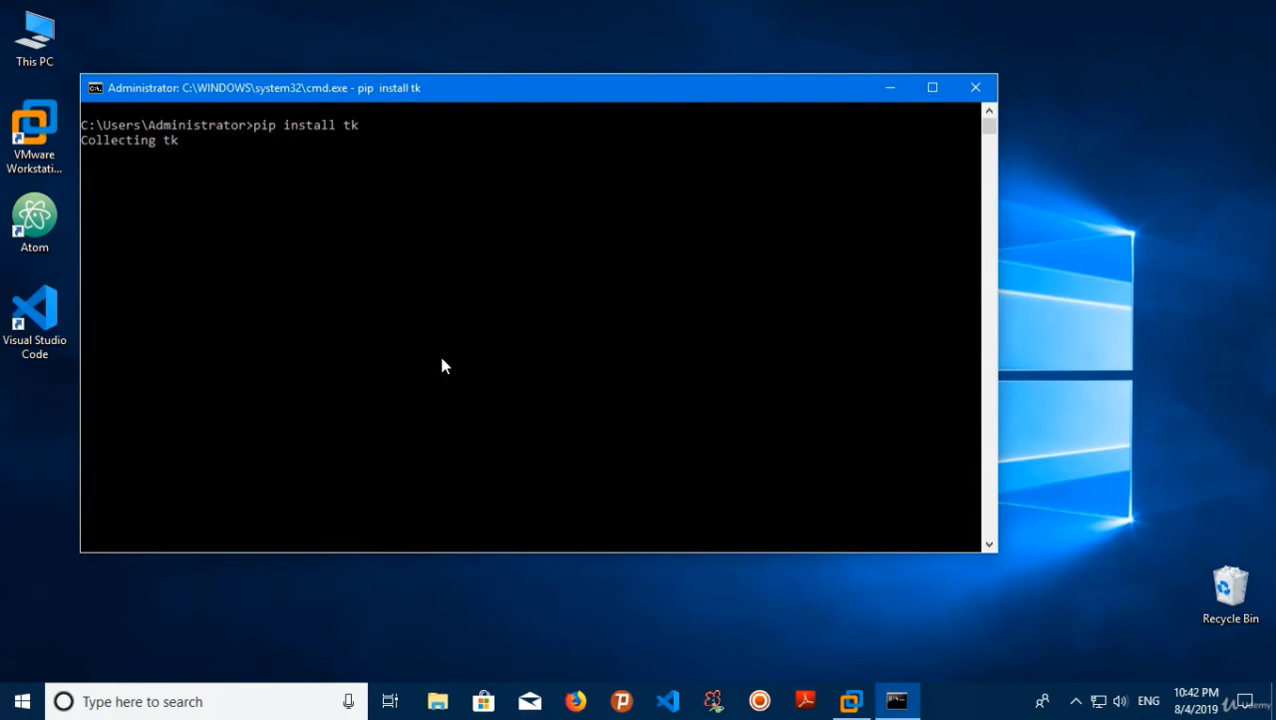 This PC
VMware
Workstati...
Atom
Visual Studio
Code
Administrator: C:\WINDOWS\system32\cmd.exe - pip  install tk
C:\Users\Administrator>pip install tk
Collecting tk
Recycle Bin
Type here to search
ENG
10:42 PM
8/4/2019
Udemy